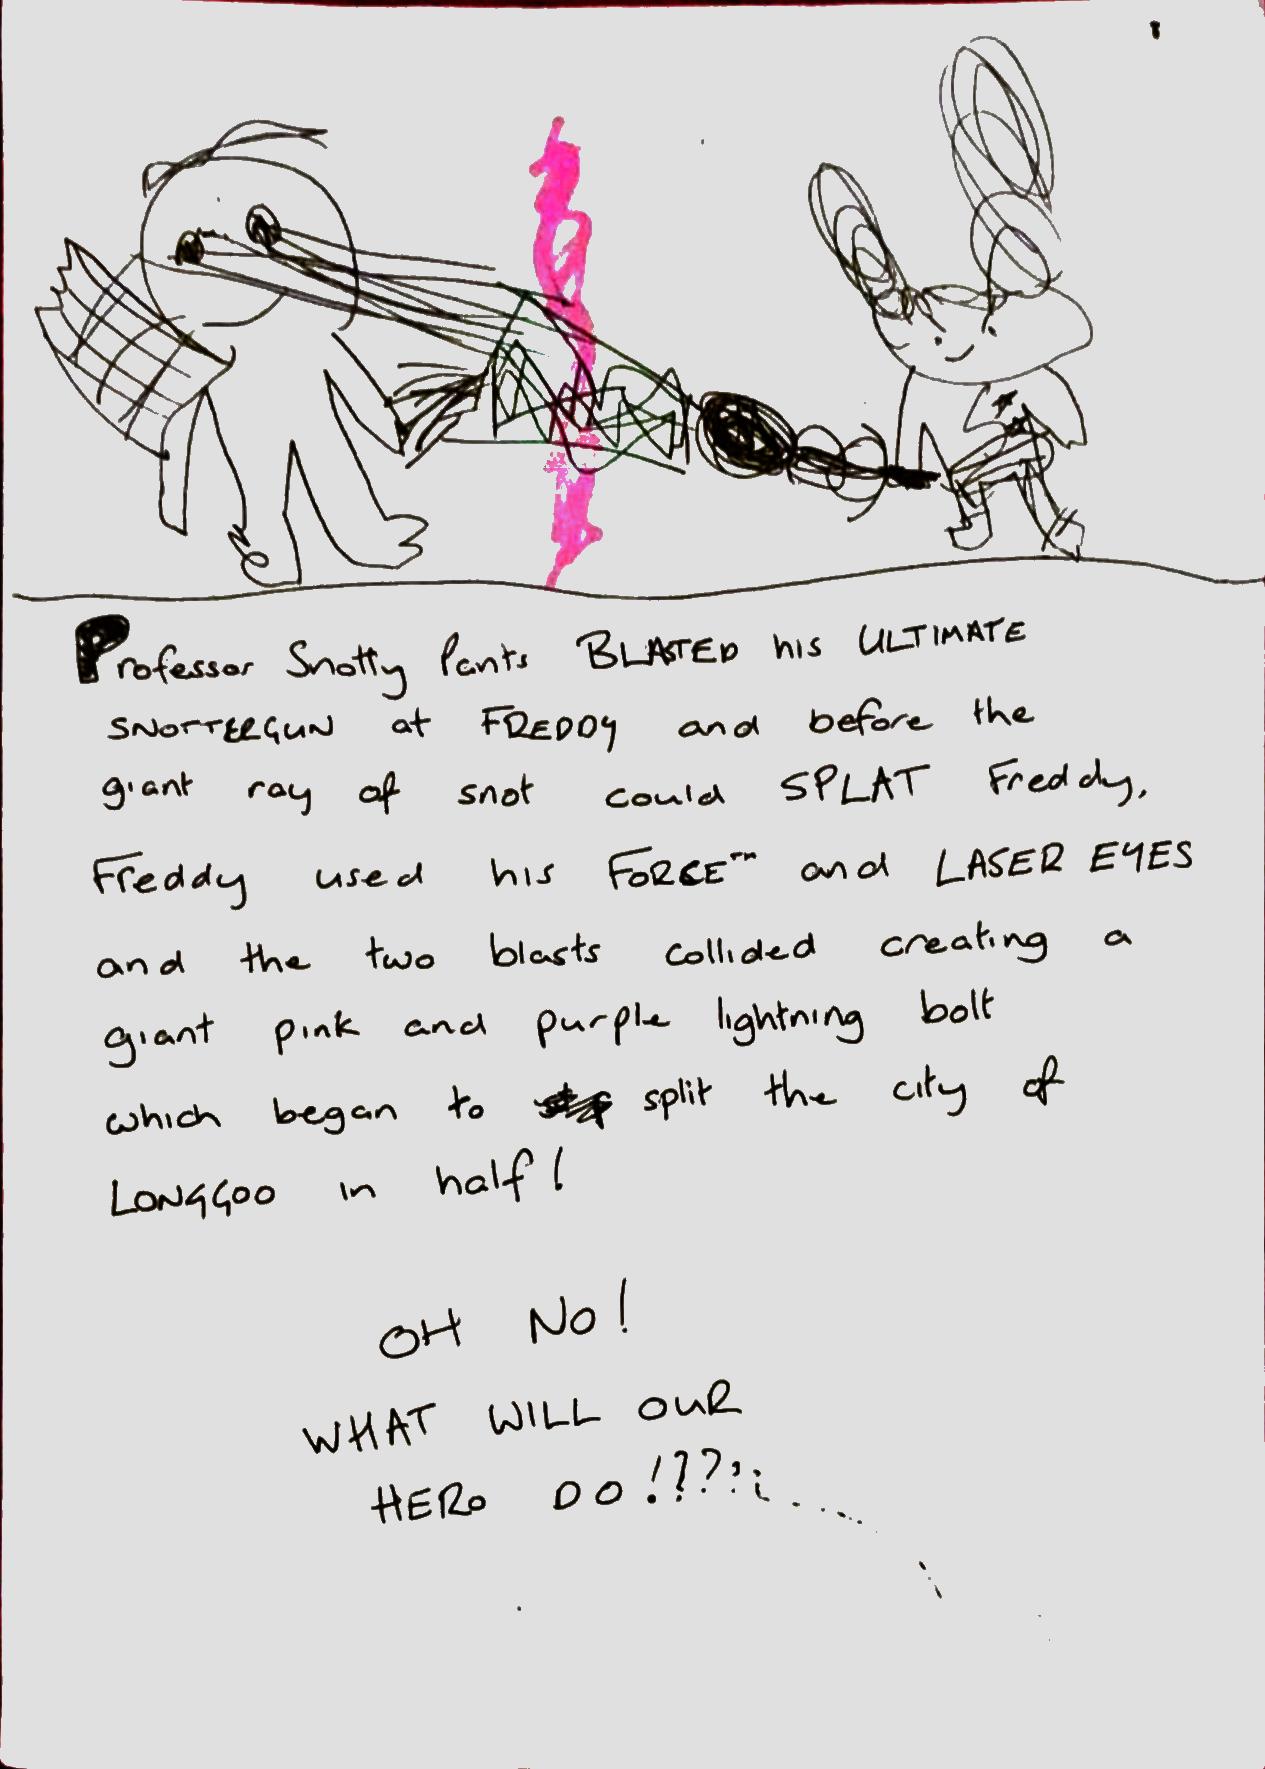 Professor Snotty Pants BLASTED his ULTIMATE
SNOTTERGUN at FREDDY and before the
giant ray of snot could SPLAT Freddy,
Freddy used his FORCE™ and LASER EYES
and the two blasts collided creating a
giant pink and purple lightning bolt
which began to split the city of
LONGGOO in half!
OH NO!
WHAT WILL OUR
HERO DO!???